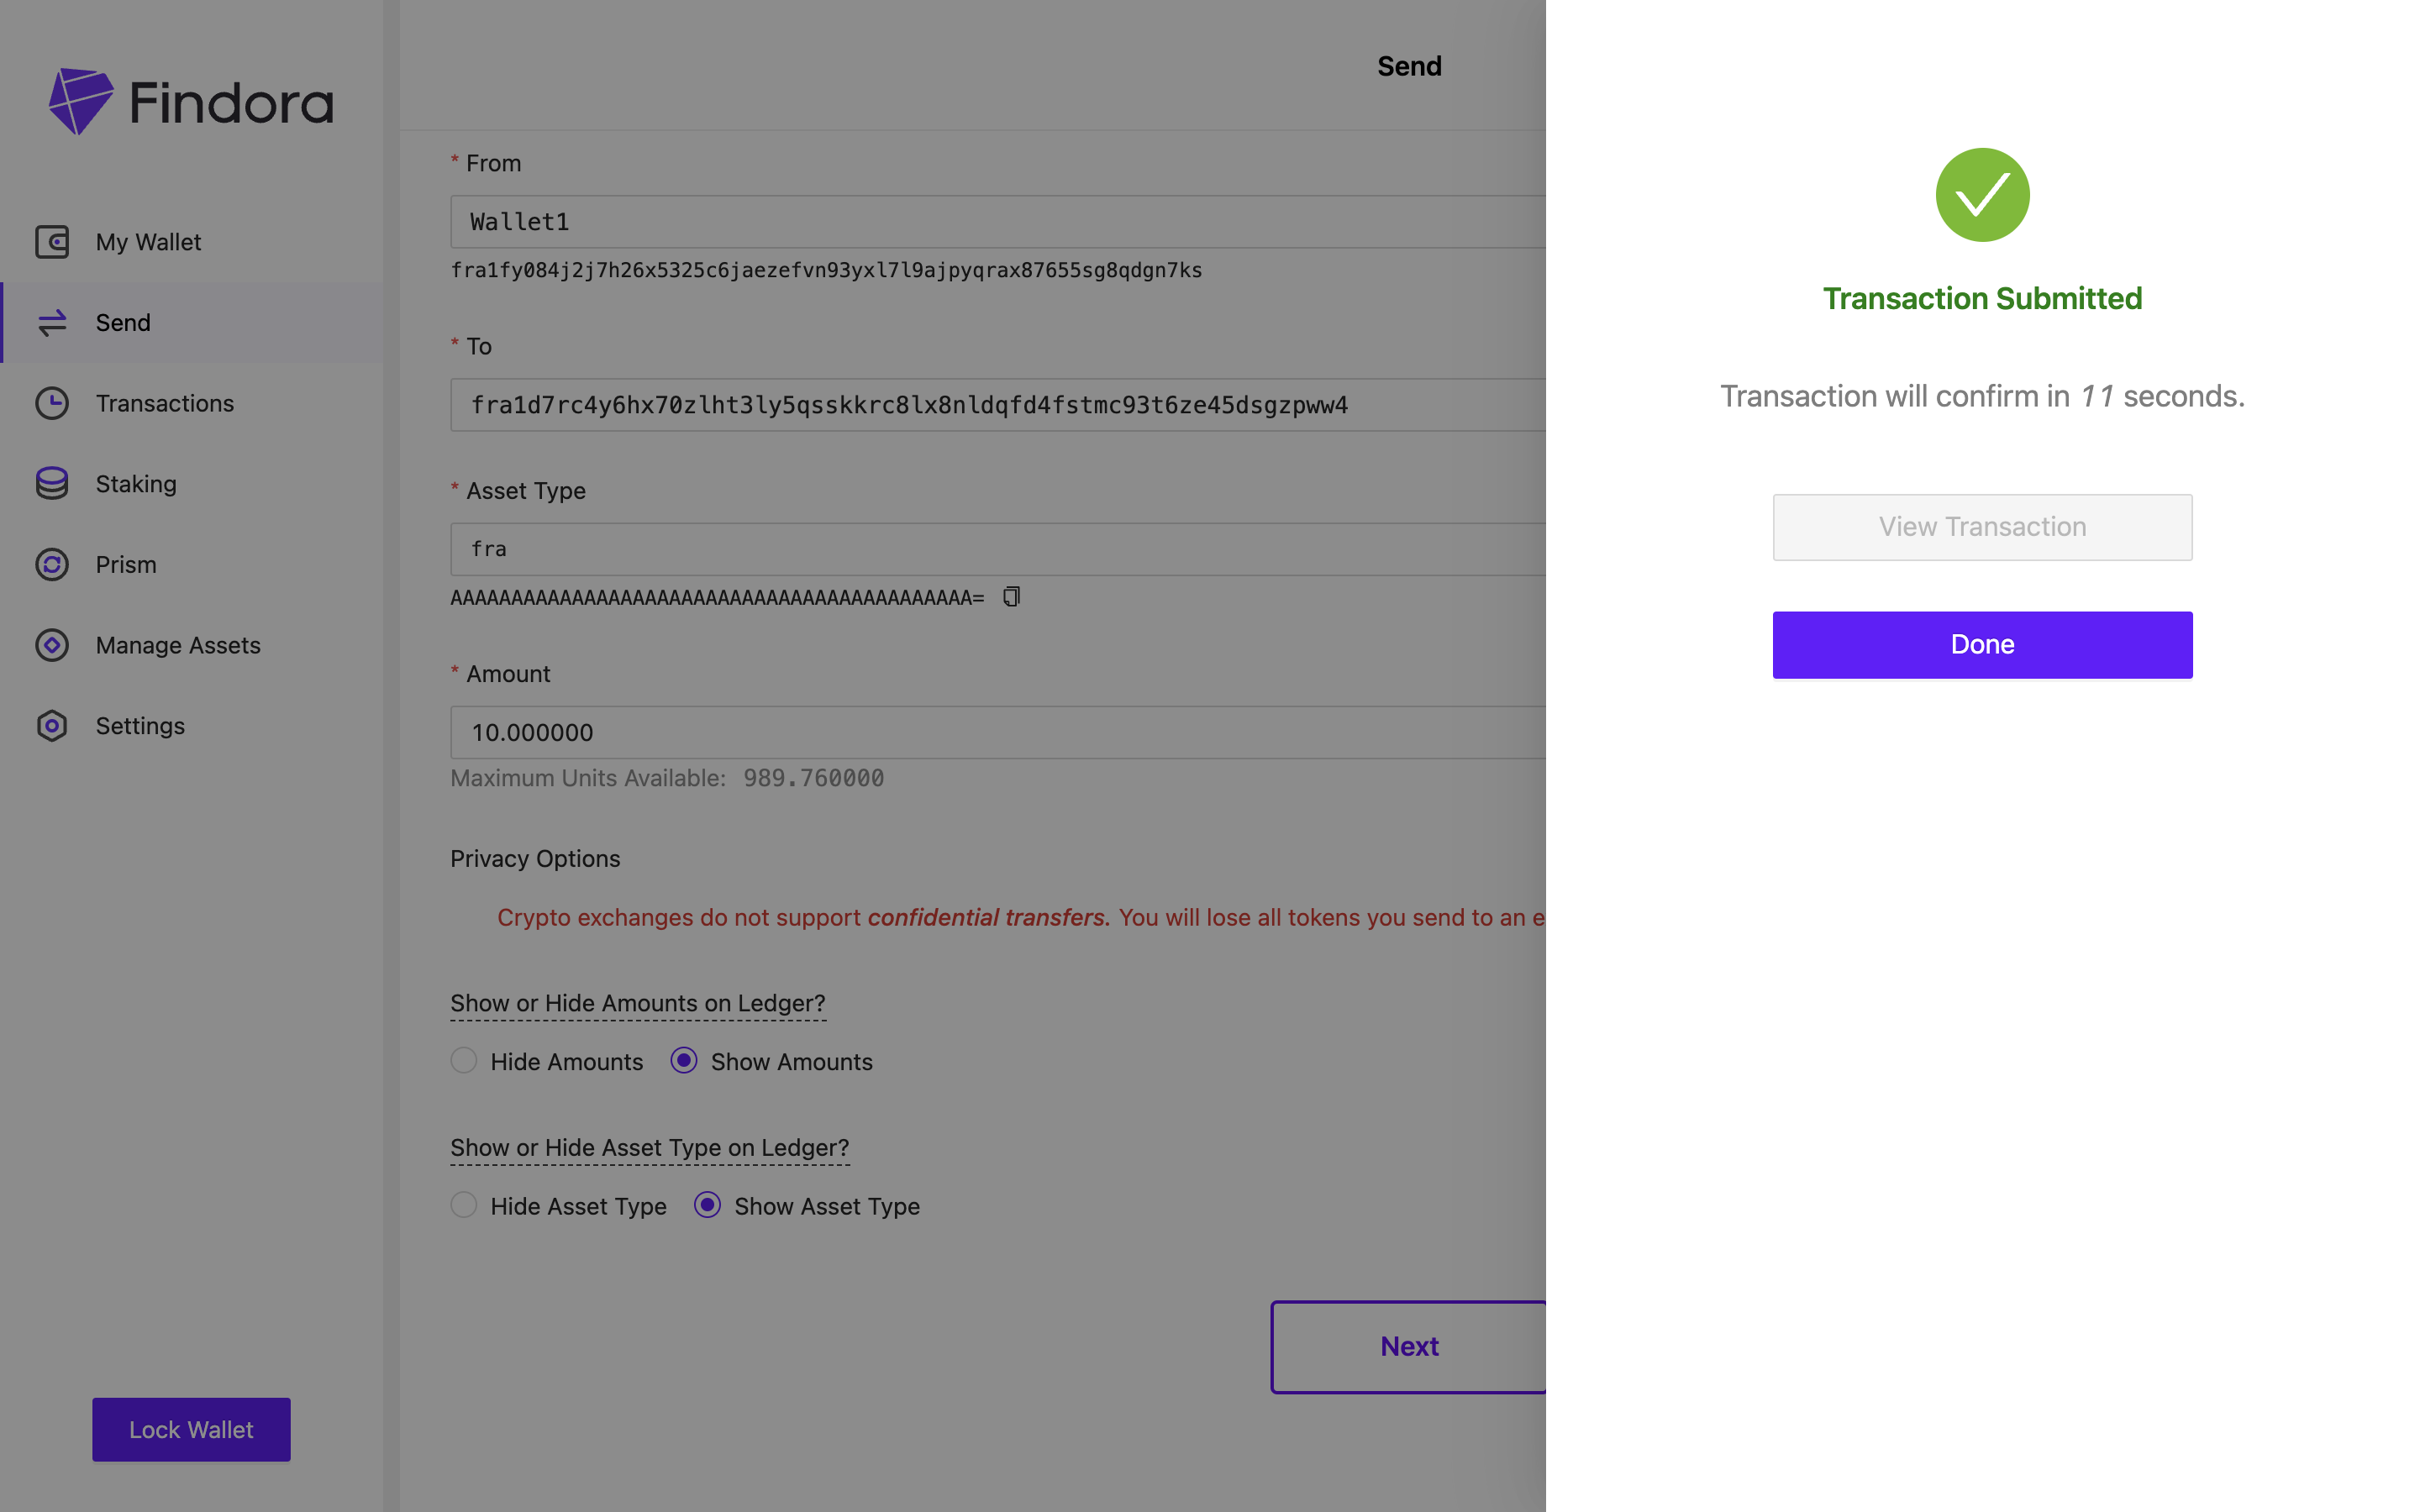 Findora
My Wallet
Send
Transactions
Staking
Prism
Manage Assets
Settings
Lock Wallet
Send
* From
Wallet1
fra1fy084j2j7h26x5325c6jaezefvn93yxl7l9ajpyqrax87655sg8qdgn7ks
* To
fra1d7rc4y6hx70zlht3ly5qsskkrc8lx8nldqfd4fstmc93t6ze45dsgzpww4
* Asset Type
fra
AAAAAAAAAAAAAAAAAAAAAAAAAAAAAAAAAAAAAAAAAAA=
* Amount
10.000000
Maximum Units Available: 989.760000
Privacy Options
Crypto exchanges do not support confidential transfers. You will lose all tokens you send to an e
Show or Hide Amounts on Ledger?
Hide Amounts Show Amounts
Show or Hide Asset Type on Ledger?
Hide Asset Type Show Asset Type
Next
Transaction Submitted
Transaction will confirm in 11 seconds.
View Transaction
Done